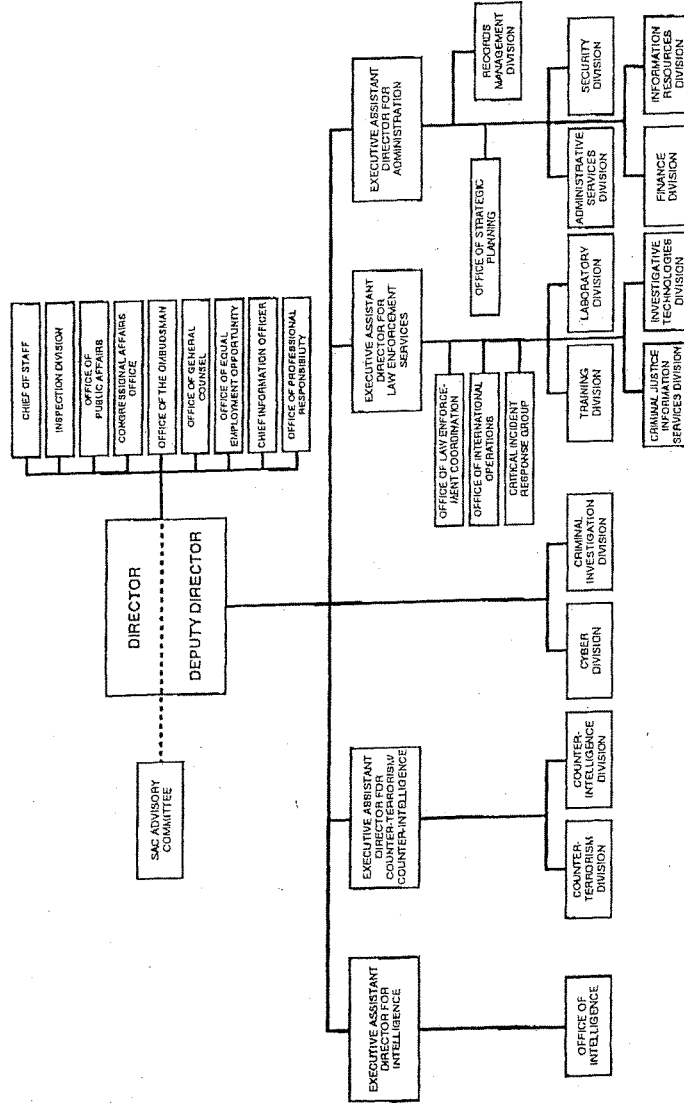 CHIEF OF STAFF
INSPECTION DIVISION
OFFICE OF
PUBLIC AFFAIRS
CONGRESSIONAL AFFAIRS
OFFICE
OFFICE OF THE OMBUDSMAN
OFFICE OF GENERAL
COUNSEL
OFFICE OF EQUAL
EMPLOYMENT OPPORTUNITY
CHIEF INFORMATION OFFICER
OFFICE OF PROFESSIONAL
RESPONSIBILITY
DIRECTOR
DEPUTY DIRECTOR
SAC ADVISORY
COMMITTEE
EXECUTIVE ASSISTANT
DIRECTOR FOR
INTELLIGENCE
EXECUTIVE ASSISTANT
DIRECTOR FOR
COUNTER-TERRORISM/
COUNTER-INTELLIGENCE
EXECUTIVE ASSISTANT
DIRECTOR FOR
LAW ENFORCEMENT
SERVICES
EXECUTIVE ASSISTANT
DIRECTOR FOR
ADMINISTRATION
OFFICE OF LAW ENFORCE-
MENT COORDINATION
OFFICE OF INTERNATIONAL
OPERATIONS
CRITICAL INCIDENT
RESPONSE GROUP
RECORDS
MANAGEMENT
DIVISION
OFFICE OF STRATEGIC
PLANNING
OFFICE OF
INTELLIGENCE
COUNTER-
TERRORISM
DIVISION
COUNTER-
INTELLIGENCE
DIVISION
CYBER
DIVISION
CRIMINAL
INVESTIGATION
DIVISION
TRAINING
DIVISION
LABORATORY
DIVISION
ADMINISTRATIVE
SERVICES
DIVISION
SECURITY
DIVISION
CRIMINAL JUSTICE
INFORMATION
SERVICES DIVISION
INVESTIGATIVE
TECHNOLOGIES
DIVISION
FINANCE
DIVISION
INFORMATION
RESOURCES
DIVISION